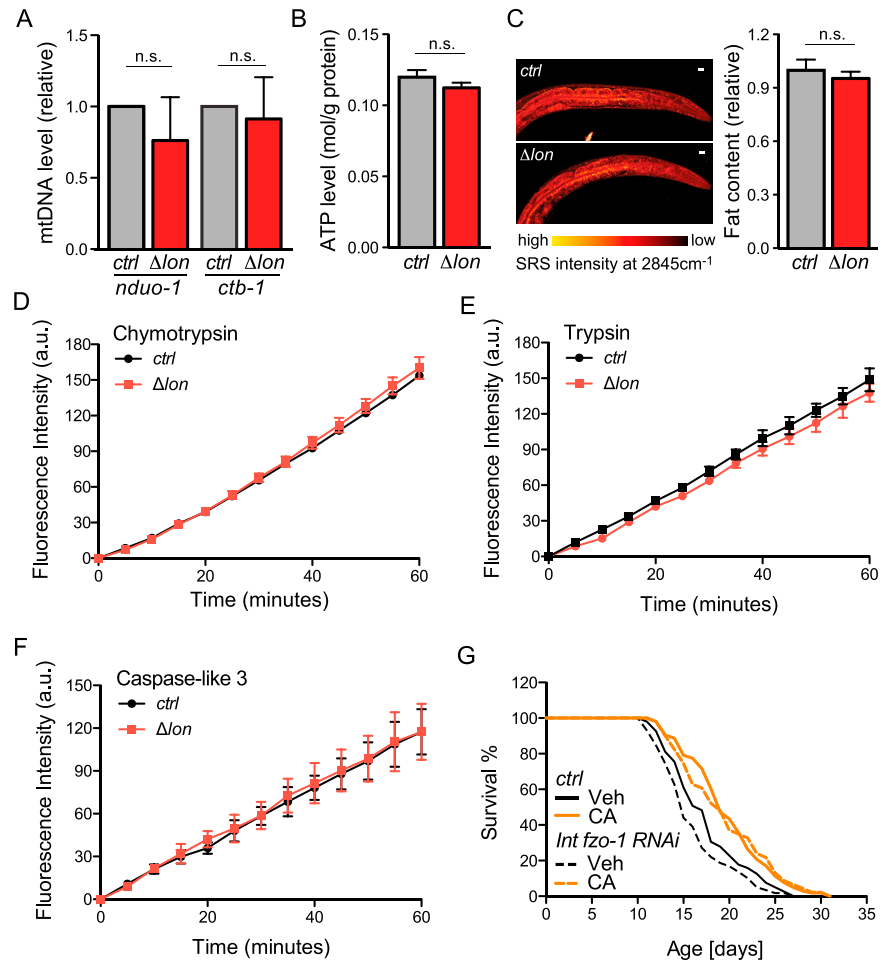 A
mtDNA level (relative)
1.5
1.0
0.5
0.0
n.s.
n.s.
ctrl Δlon ctrl Δlon
nduo-1 ctb-1
B
ATP level (mol/g protein)
0.15
0.10
0.05
0.00
n.s.
ctrl Δlon
C
ctrl
Δlon
high low
SRS intensity at 2845cm-1
Fat content (relative)
1.2
0.9
0.6
0.3
0.0
n.s.
ctrl Δlon
D
Chymotrypsin
ctrl
Δlon
Fluorescence Intensity (a.u.)
180
150
120
90
60
30
0
0 20 40 60
Time (minutes)
E
Trypsin
ctrl
Δlon
Fluorescence Intensity (a.u.)
180
150
120
90
60
30
0
0 20 40 60
Time (minutes)
F
Caspase-like 3
ctrl
Δlon
Fluorescence Intensity (a.u.)
150
120
90
60
30
0
0 20 40 60
Time (minutes)
G
Survival %
120
100
80
60
40
20
0
ctrl
Veh
CA
Int fzo-1 RNAi
Veh
CA
0 5 10 15 20 25 30 35
Age [days]